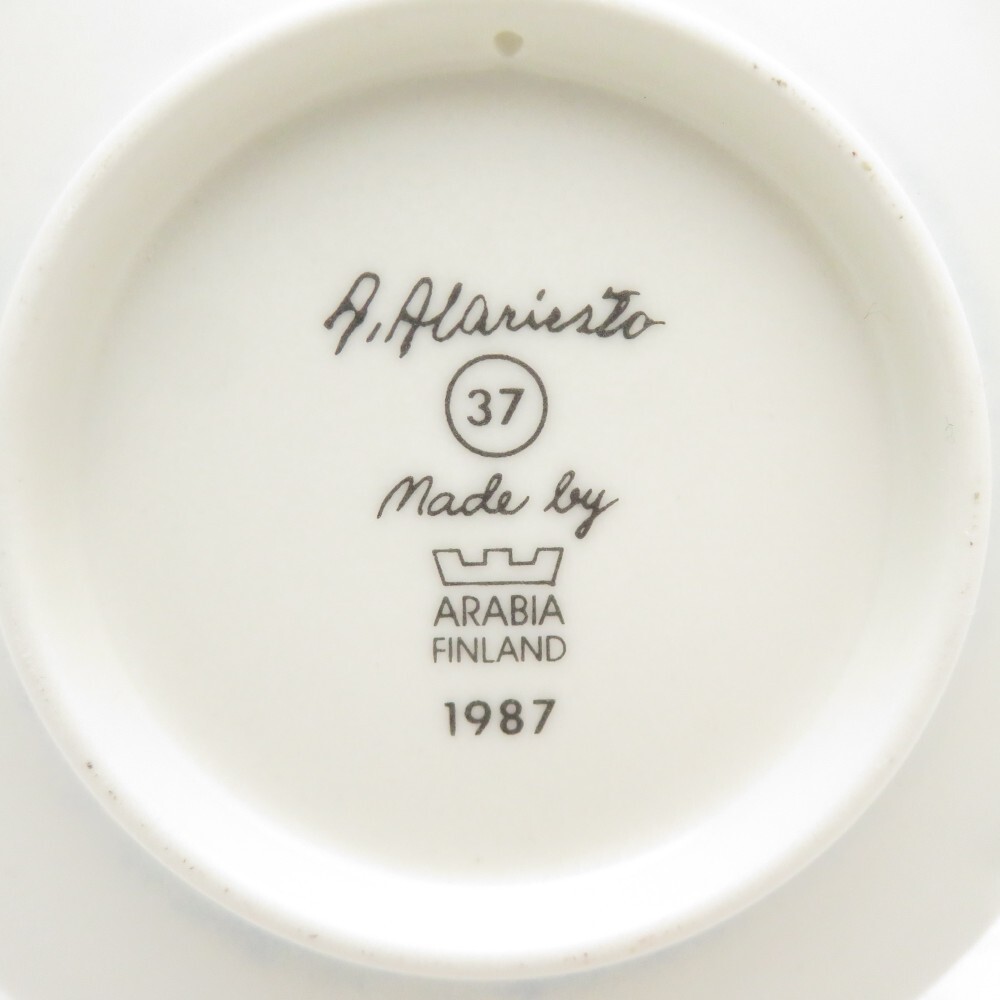 A. Alariesto
37
Made by
ARABIA
FINLAND
1987